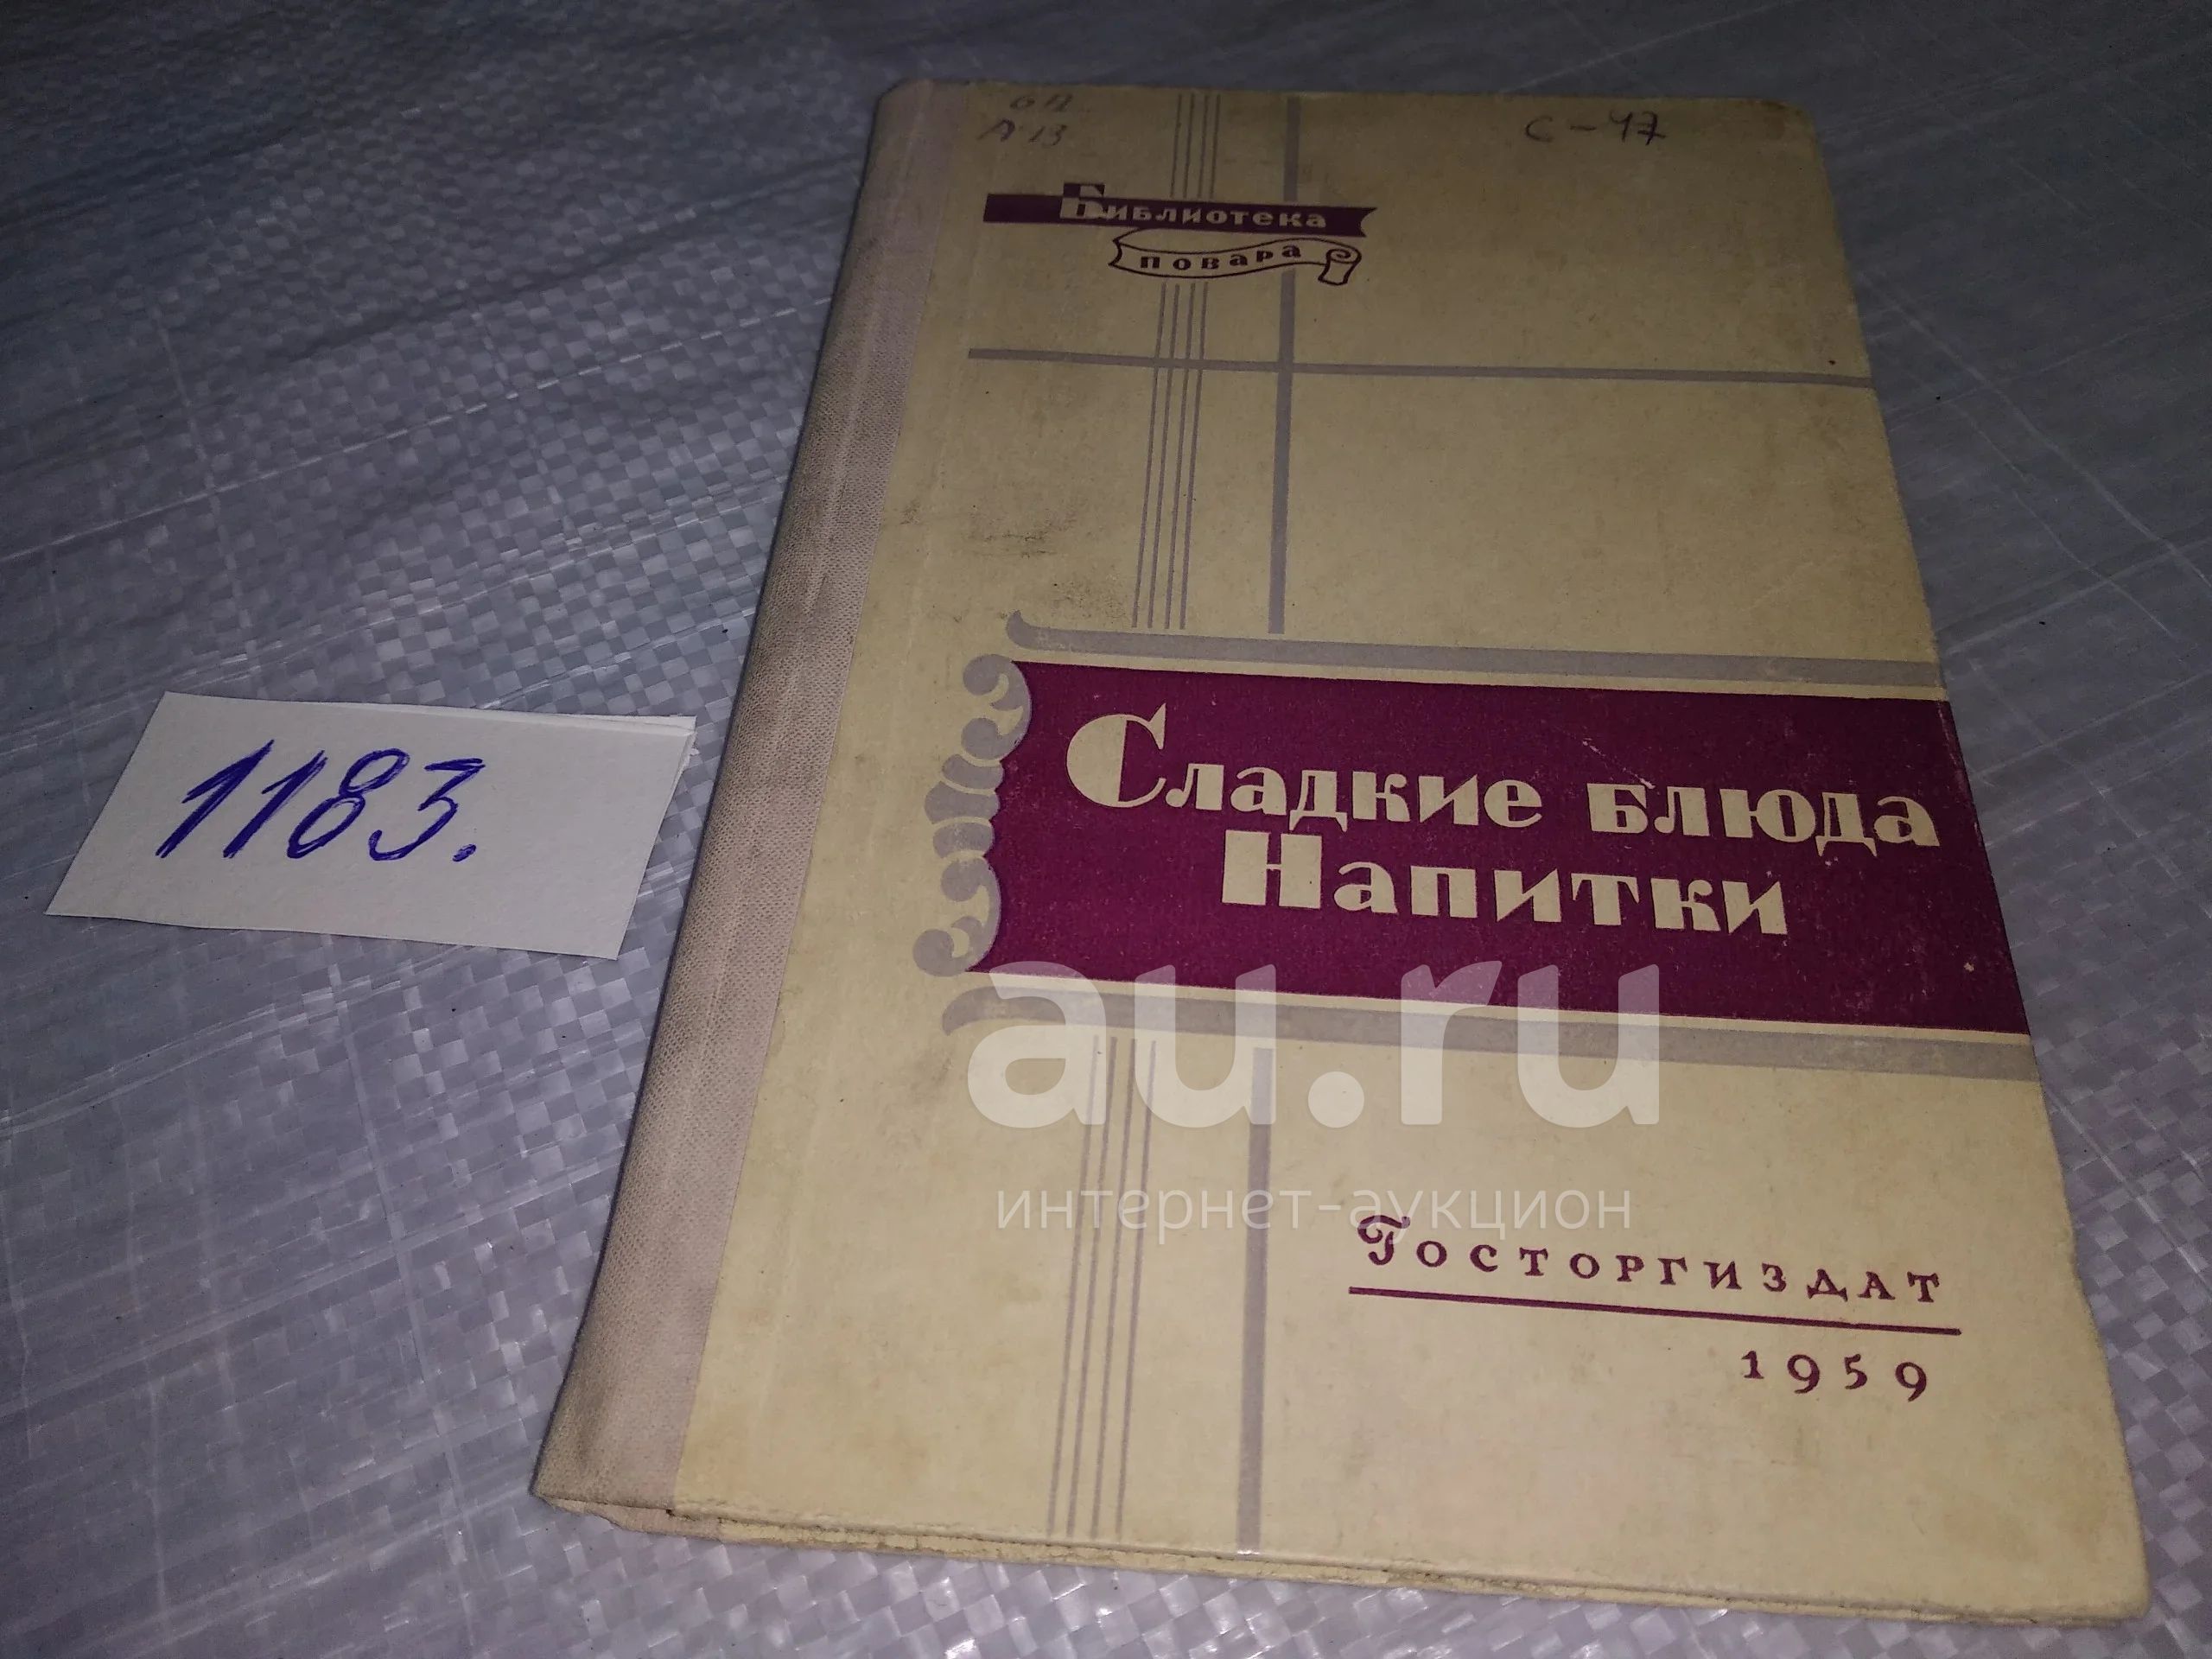 С-47
Библиотека
повара
1183.
Сладкие блюда
Напитки
au.ru
интернет-аукцион
Госторгиздат
1959